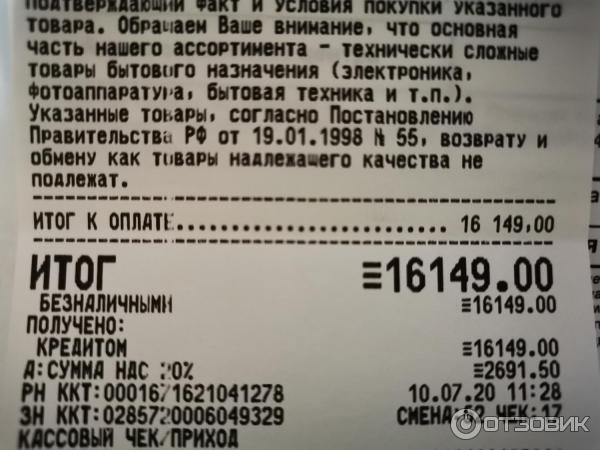 Подтверждающий факт и условия покупки указанного
товара. Обращаем Ваше внимание, что основная
часть нашего ассортимента - технически сложные
товары бытового назначения (электроника,
фотоаппаратура, бытовая техника и т.п.).
Указанные товары, согласно Постановлению
Правительства РФ от 19.01.1998 № 55, возврату и
обмену как товары надлежашего качества не
подлежат.
ИТОГ К ОПЛАТЕ........................... 16 149,00
ИТОГ ≡16149.00
БЕЗНАЛИЧНЫМИ ≡16149.00
ПОЛУЧЕНО:
КРЕДИТОМ ≡16149.00
А:СУММА НДС 20% ≡2691.50
РН ККТ:0001671621041278 10.07.20 11:28
ЗН ККТ:0285720006049329 СМЕНА: ЧЕК:17
КАССОВЫЙ ЧЕК/ПРИХОД
ОТЗОВИК